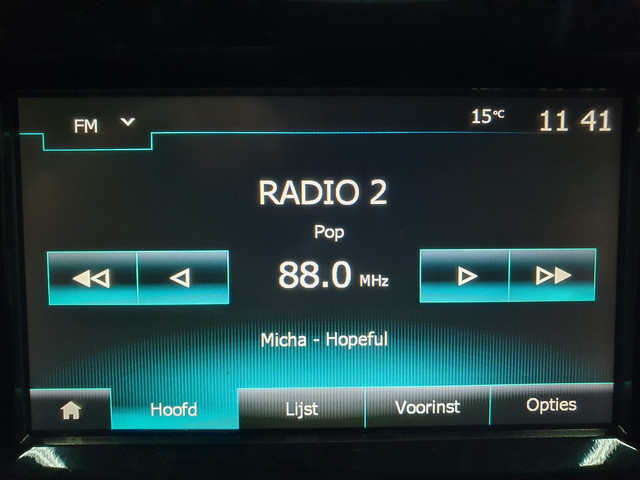 FM 15°C 11 41
RADIO 2
Pop
88.0 MHz
Micha - Hopeful
Hoofd Lijst Voorinst Opties